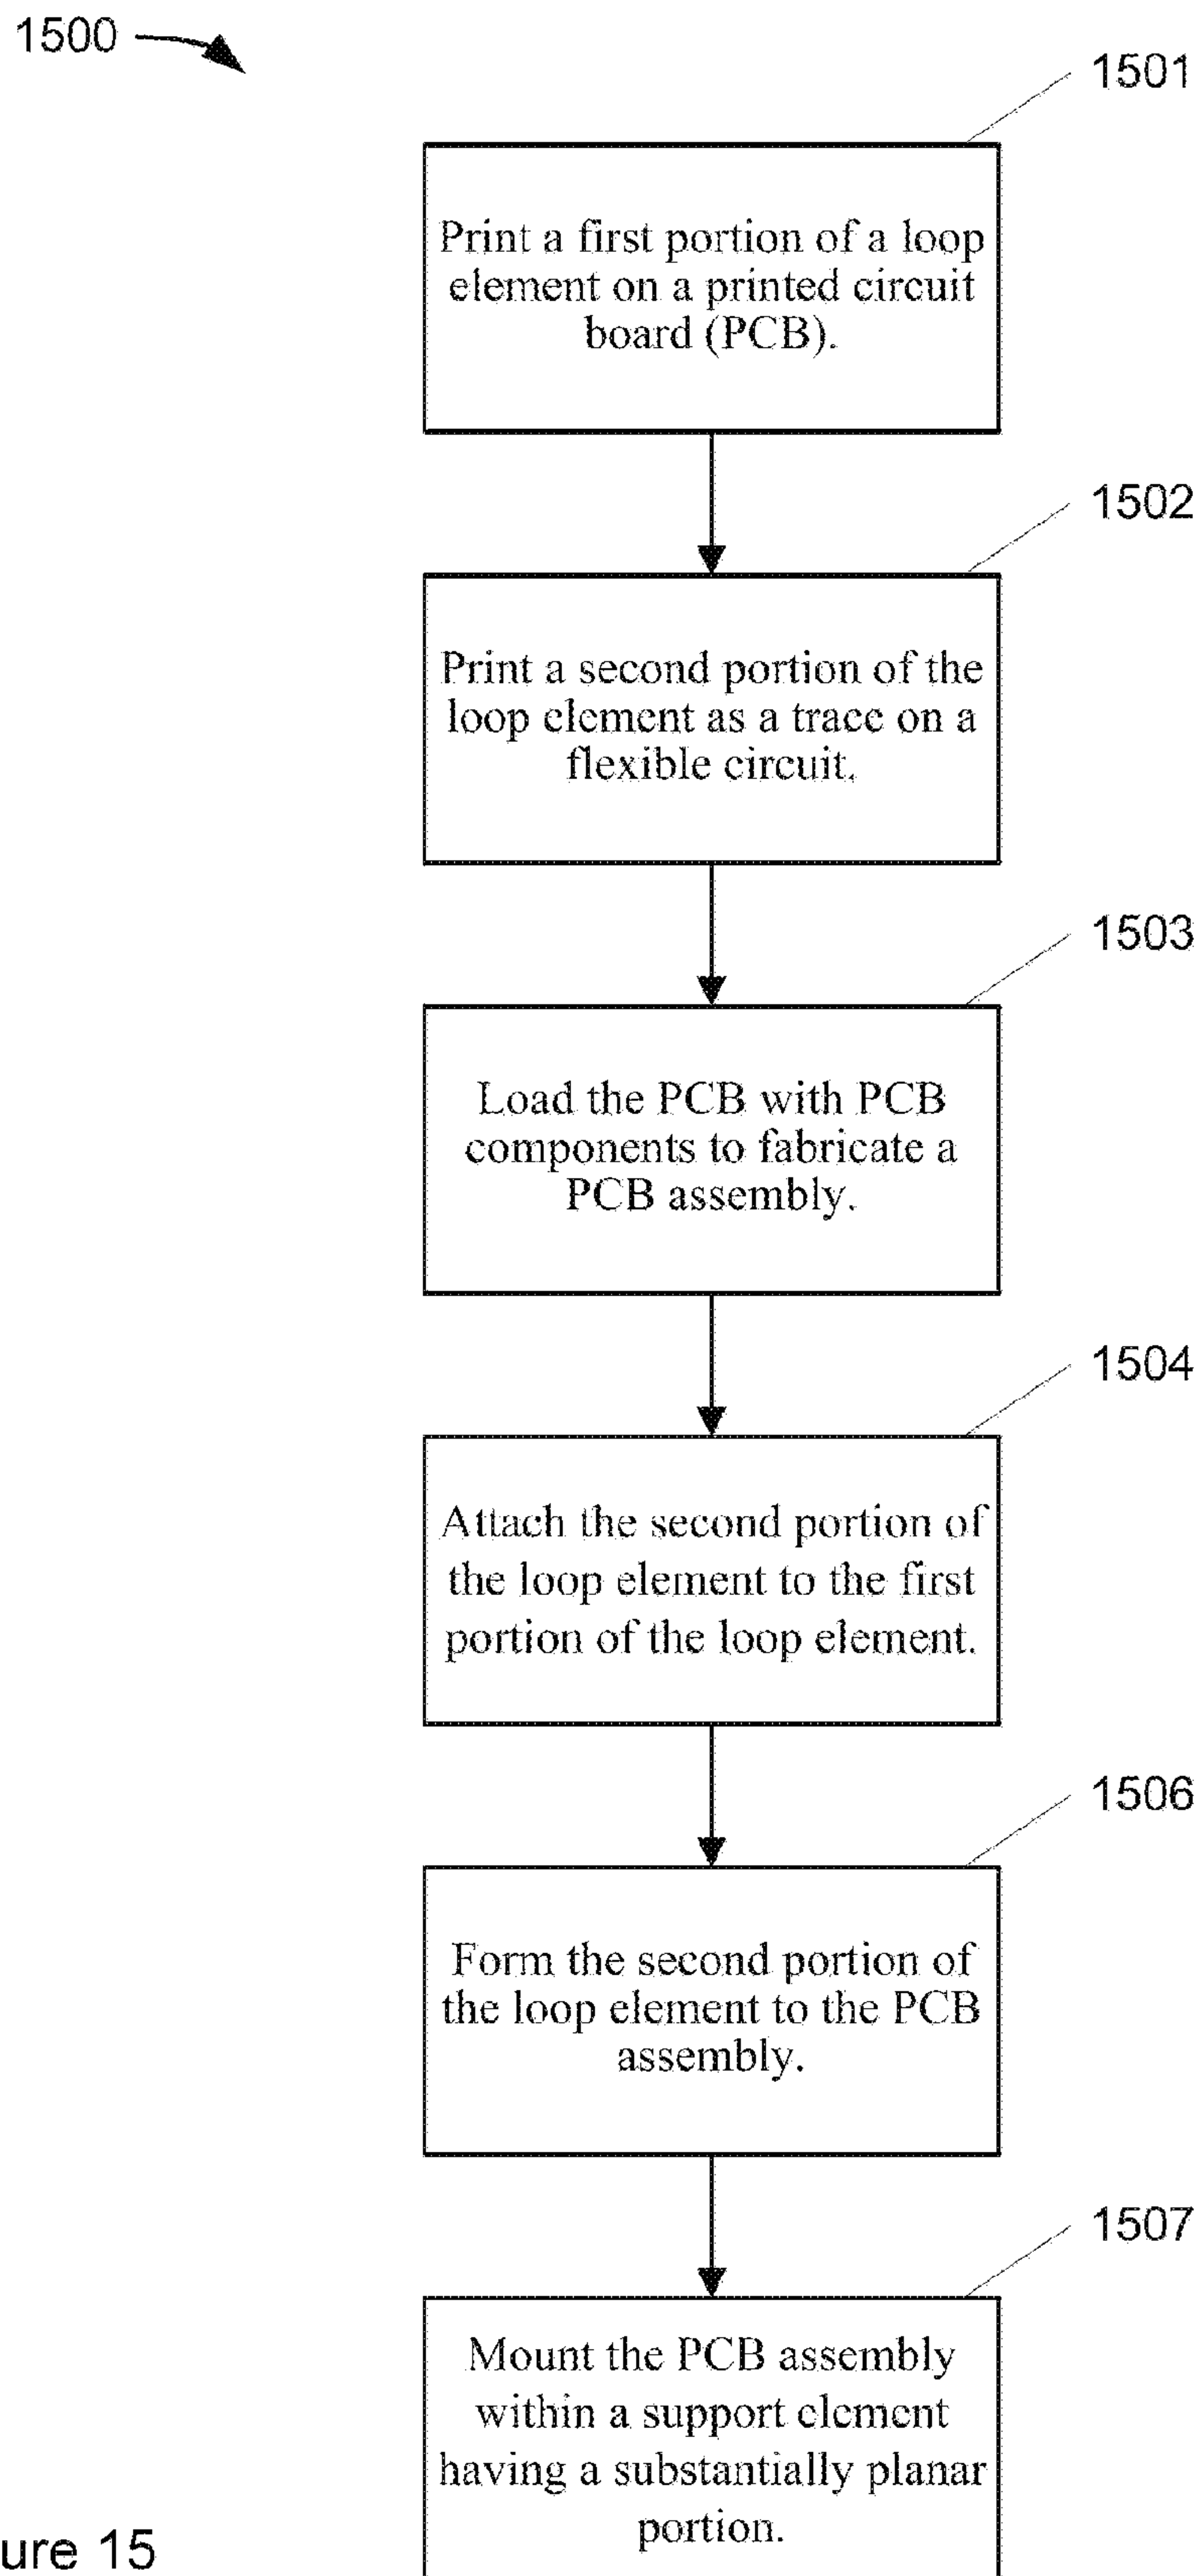 1500
1501
Print a first portion of a loop
element on a printed circuit
board (PCB).
1502
Print a second portion of the
loop element as a trace on a
flexible circuit.
1503
Load the PCB with PCB
components to fabricate a
PCB assembly.
1504
Attach the second portion of
the loop element to the first
portion of the loop element.
1506
Form the second portion of
the loop element to the PCB
assembly.
1507
Mount the PCB assembly
within a support element
having a substantially planar
portion.
ure 15